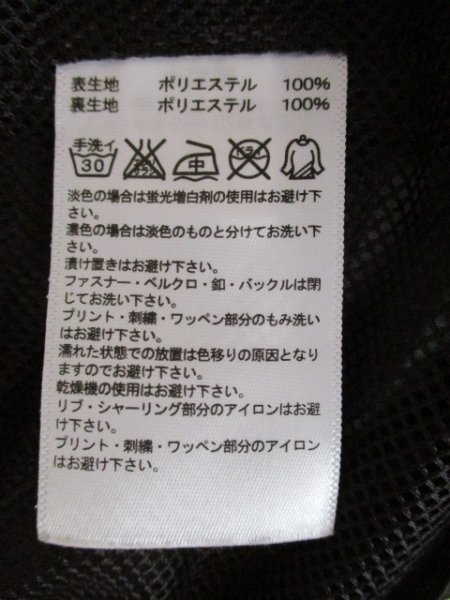 表生地 ポリエステル 100%
裏生地 ポリエステル 100%
手洗イ
30
中
淡色の場合は蛍光増白剤の使用はお避け下
さい。
濃色の場合は淡色のものと分けてお洗い下
さい。
漬け置きはお避け下さい。
ファスナー・ベルクロ・釦・バックルは閉
じてお洗い下さい。
プリント・刺繍・ワッペン部分のもみ洗い
はお避け下さい。
濡れた状態での放置は色移りの原因となり
ますのでお避け下さい。
乾燥機の使用はお避け下さい。
リブ・シャーリング部分のアイロンはお避
け下さい。
プリント・刺繍・ワッペン部分のアイロン
はお避け下さい。